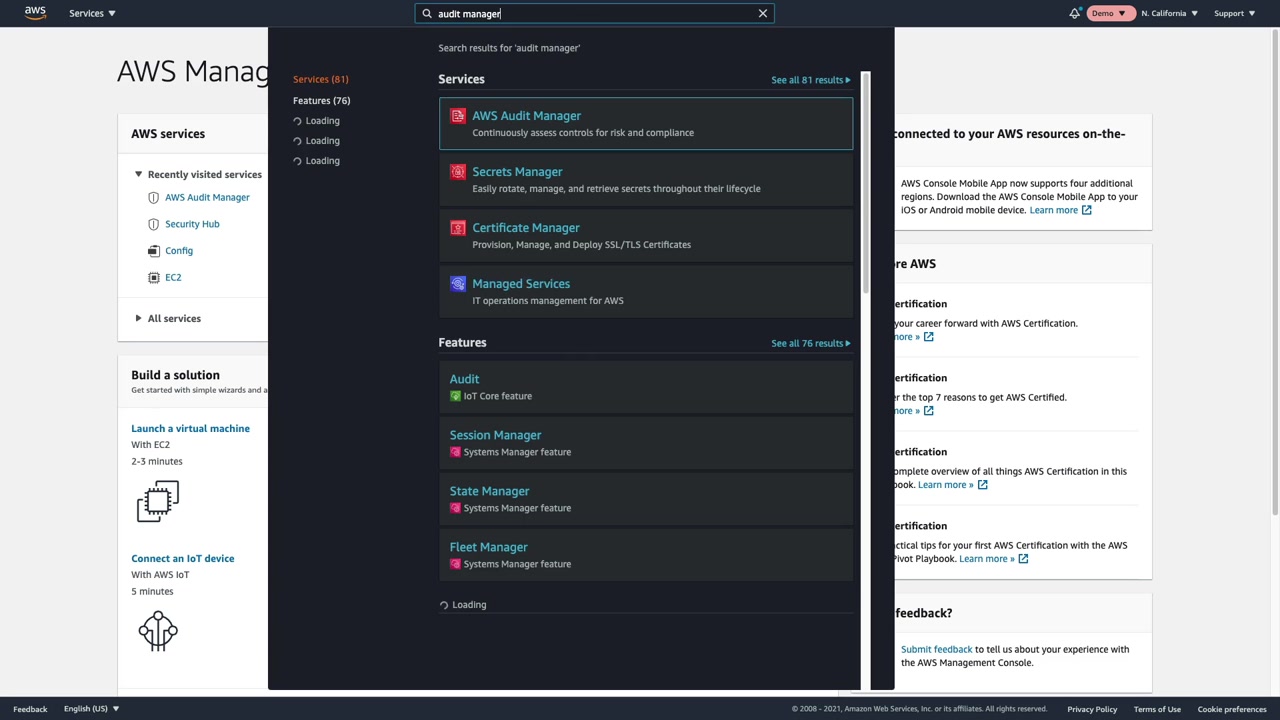 aws
Services
audit manager
Demo
N. California
Support
AWS Manag
Search results for 'audit manager'
Services (81)
Features (76)
Loading
Loading
Loading
Services
See all 81 results
AWS Audit Manager
Continuously assess controls for risk and compliance
Secrets Manager
Easily rotate, manage, and retrieve secrets throughout their lifecycle
Certificate Manager
Provision, Manage, and Deploy SSL/TLS Certificates
Managed Services
IT operations management for AWS
Features
See all 76 results
Audit
IoT Core feature
Session Manager
Systems Manager feature
State Manager
Systems Manager feature
Fleet Manager
Systems Manager feature
Loading
AWS services
Recently visited services
AWS Audit Manager
Security Hub
Config
EC2
All services
Build a solution
Get started with simple wizards and a
Launch a virtual machine
With EC2
2-3 minutes
Connect an IoT device
With AWS IoT
5 minutes
connected to your AWS resources on-the-
AWS Console Mobile App now supports four additional
regions. Download the AWS Console Mobile App to your
iOS or Android mobile device. Learn more
re AWS
ertification
your career forward with AWS Certification.
more »
ertification
er the top 7 reasons to get AWS Certified.
more »
ertification
omplete overview of all things AWS Certification in this
book. Learn more »
ertification
actical tips for your first AWS Certification with the AWS
Pivot Playbook. Learn more »
feedback?
Submit feedback to tell us about your experience with
the AWS Management Console.
Feedback
English (US)
© 2008 - 2021, Amazon Web Services, Inc. or its affiliates. All rights reserved.
Privacy Policy
Terms of Use
Cookie preferences